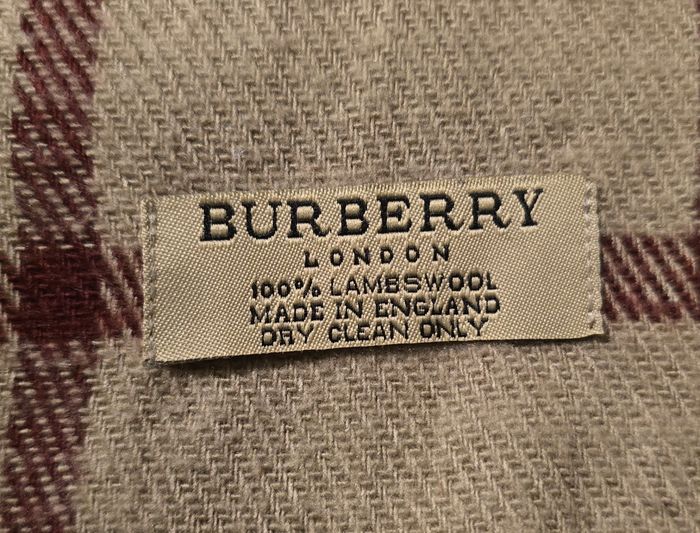 BURBERRY
LONDON
100% LAMBSWOOL
MADE IN ENGLAND
DRY CLEAN ONLY